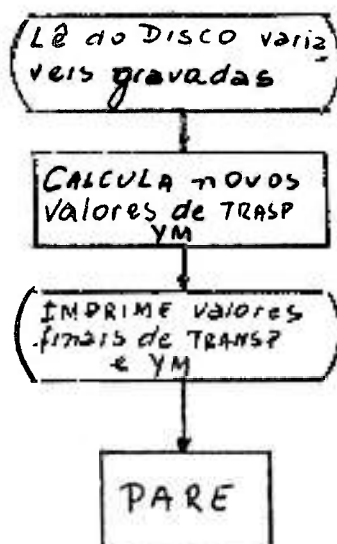 Lê do DISCO variá
veis gravadas
CALCULA novos
valores de TRASP
YM
IMPRIME valores
finais de TRANSP
e YM
PARE